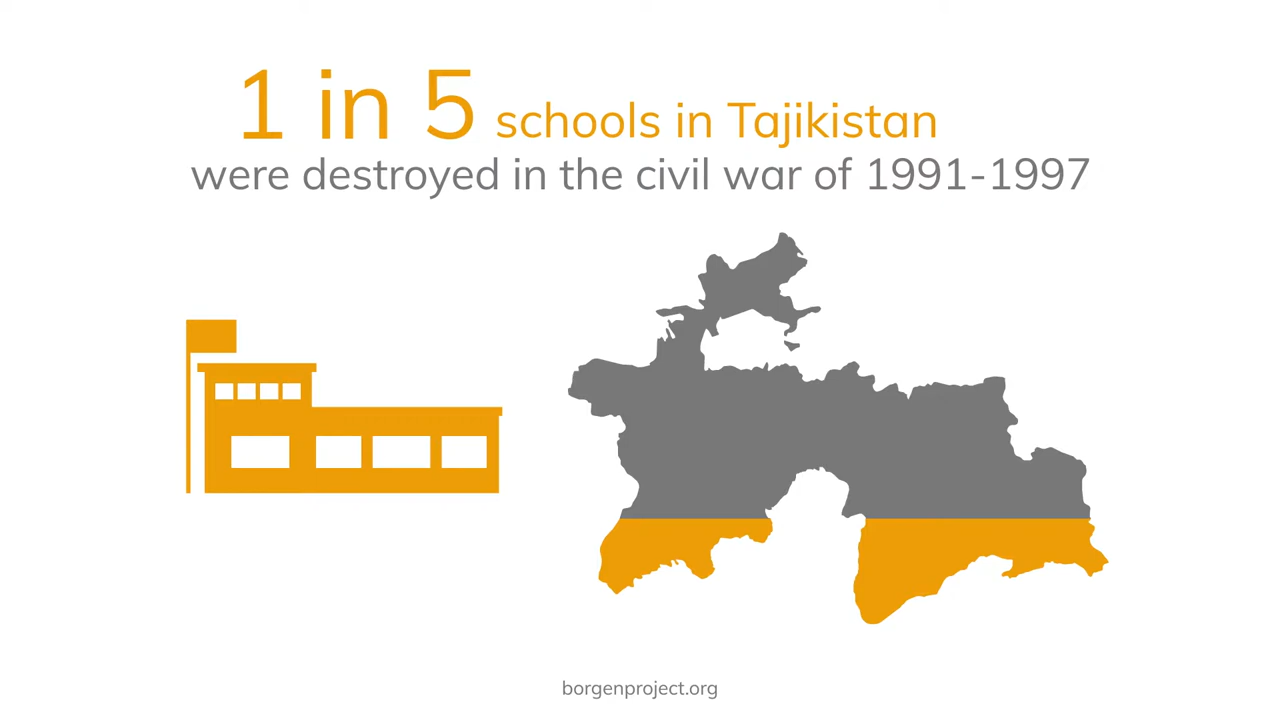 1 in 5 schools in Tajikistan
were destroyed in the civil war of 1991-1997
borgenproject.org